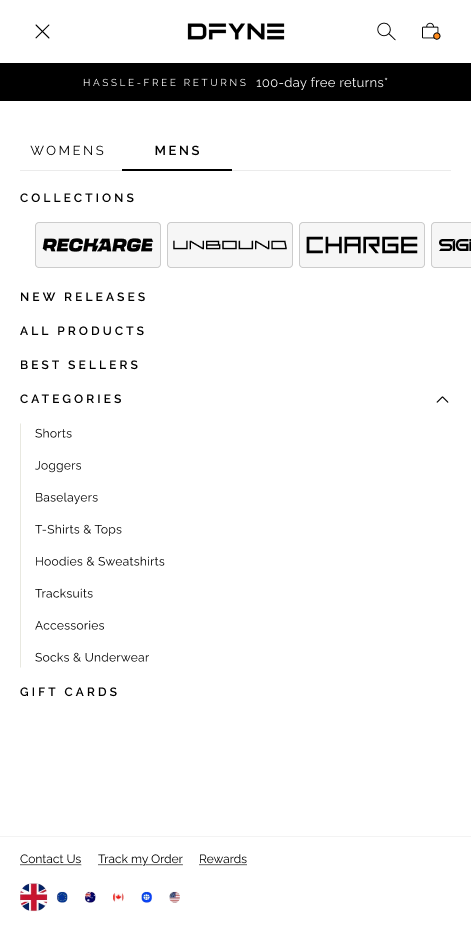 DFYNE
HASSLE-FREE RETURNS 100-day free returns*
WOMENS MENS
COLLECTIONS
RECHARGE UNBOUND CHARGE
NEW RELEASES
ALL PRODUCTS
BEST SELLERS
CATEGORIES
Shorts
Joggers
Baselayers
T-Shirts & Tops
Hoodies & Sweatshirts
Tracksuits
Accessories
Socks & Underwear
GIFT CARDS
Contact Us Track my Order Rewards